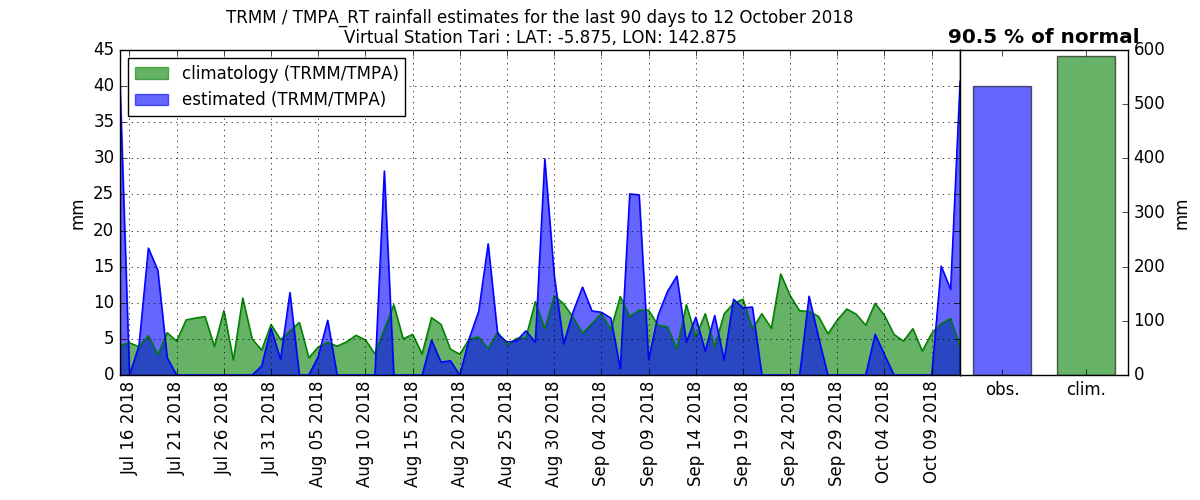 TRMM / TMPA_RT rainfall estimates for the last 90 days to 12 October 2018
Virtual Station Tari : LAT: -5.875, LON: 142.875
90.5 % of normal
climatology (TRMM/TMPA)
estimated (TRMM/TMPA)
mm
45
40
35
30
25
20
15
10
5
0
600
500
400
300
200
100
0
mm
obs.
clim.
Jul 16 2018
Jul 21 2018
Jul 26 2018
Jul 31 2018
Aug 05 2018
Aug 10 2018
Aug 15 2018
Aug 20 2018
Aug 25 2018
Aug 30 2018
Sep 04 2018
Sep 09 2018
Sep 14 2018
Sep 19 2018
Sep 24 2018
Sep 29 2018
Oct 04 2018
Oct 09 2018